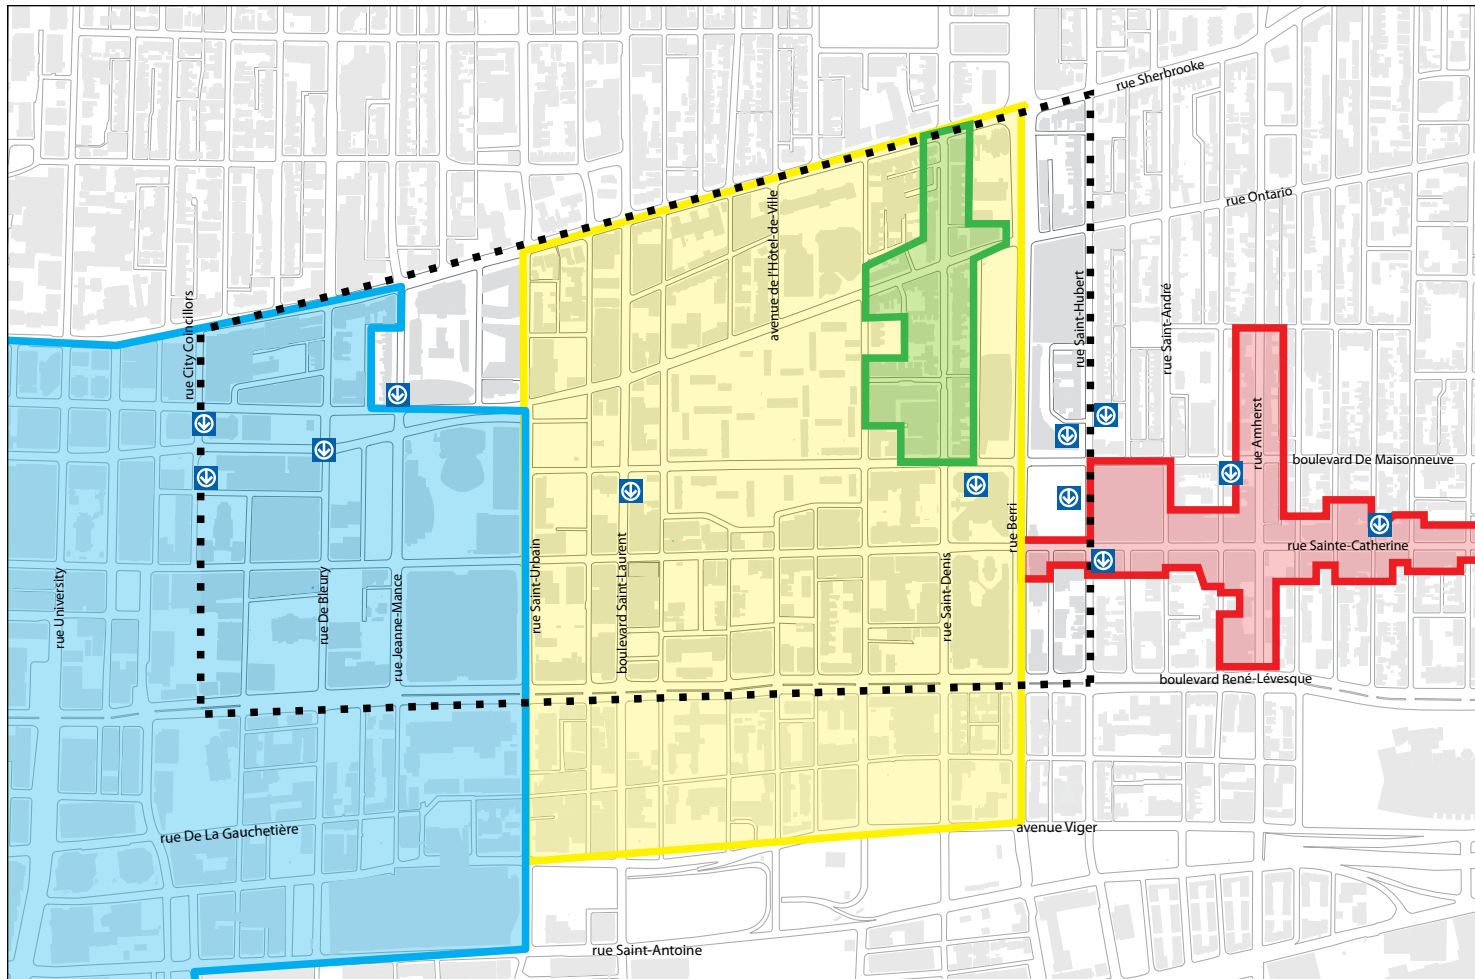 rue Sherbrooke
rue Ontario
avenue de l'Hôtel-de-Ville
rue City Coincillors
rue Saint-Hubert
rue Saint-André
rue Amherst
boulevard De Maisonneuve
rue Sainte-Catherine
rue Berri
rue University
rue De Bleury
rue Jeanne-Mance
rue Saint-Urbain
boulevard Saint-Laurent
rue Saint-Denis
boulevard René-Lévesque
rue De La Gauchetière
avenue Viger
rue Saint-Antoine